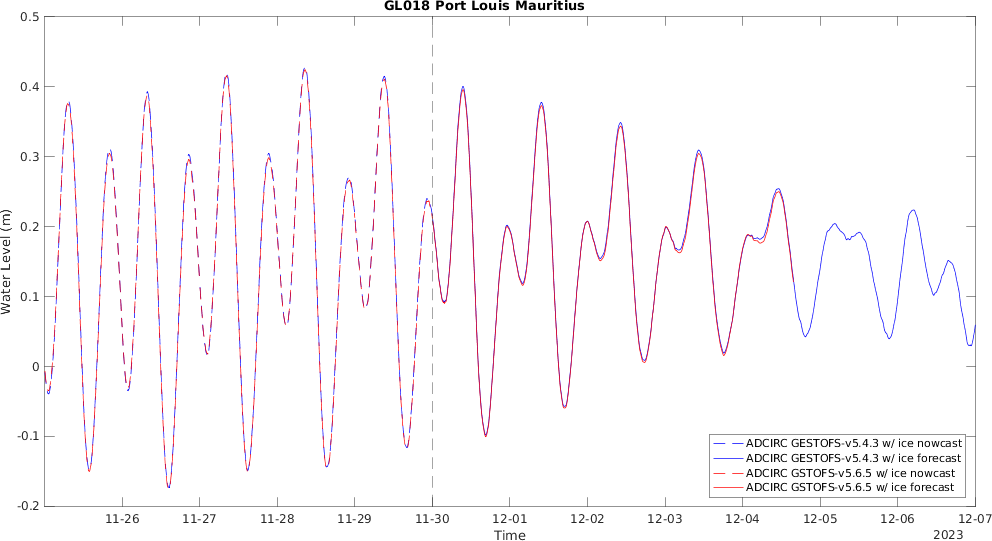 GL018 Port Louis Mauritius
Water Level (m)
0.5
0.4
0.3
0.2
0.1
0
-0.1
-0.2
ADCIRC GESTOFS-v5.4.3 w/ ice nowcast
ADCIRC GESTOFS-v5.4.3 w/ ice forecast
ADCIRC GSTOFS-v5.6.5 w/ ice nowcast
ADCIRC GSTOFS-v5.6.5 w/ ice forecast
11-26 11-27 11-28 11-29 11-30 12-01 12-02 12-03 12-04 12-05 12-06 12-07
Time
2023